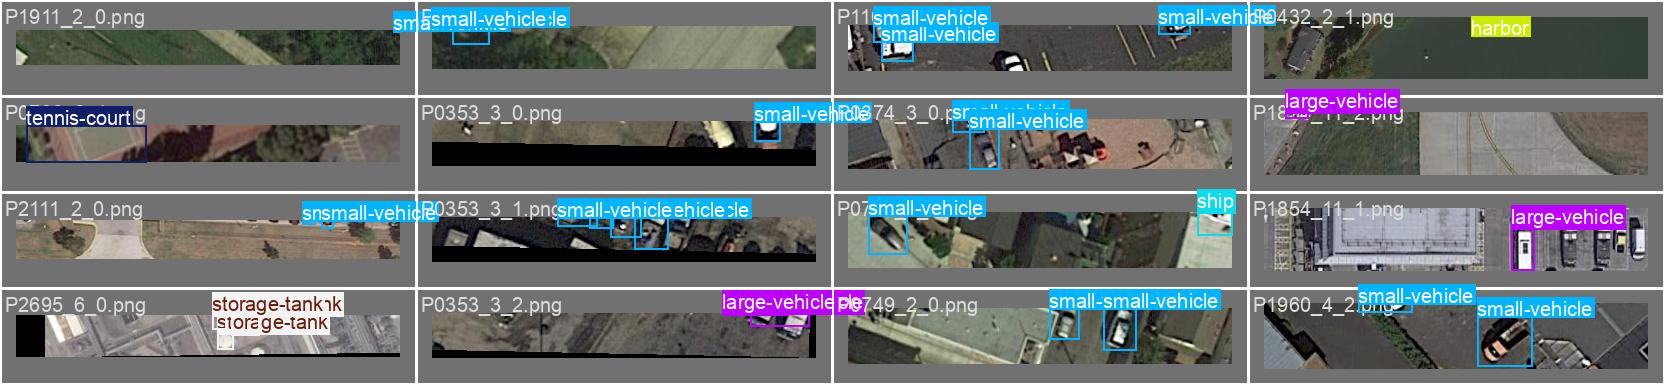 P1911_2_0.png
small-vehicle
small-vehicle
small-vehicle
small-vehicle
harbor
tennis-court
P0353_3_0.png
small-vehicle
small-vehicle
large-vehicle
P2111_2_0.png
small-vehicle
P0353_3_1.png
small-vehicle
small-vehicle
ship
P1854_11_1.png
large-vehicle
P2695_6_0.png
storage-tank
storage-tank
P0353_3_2.png
large-vehicle
P0749_2_0.png
small-vehicle
P1960_4_2.png
small-vehicle
small-vehicle